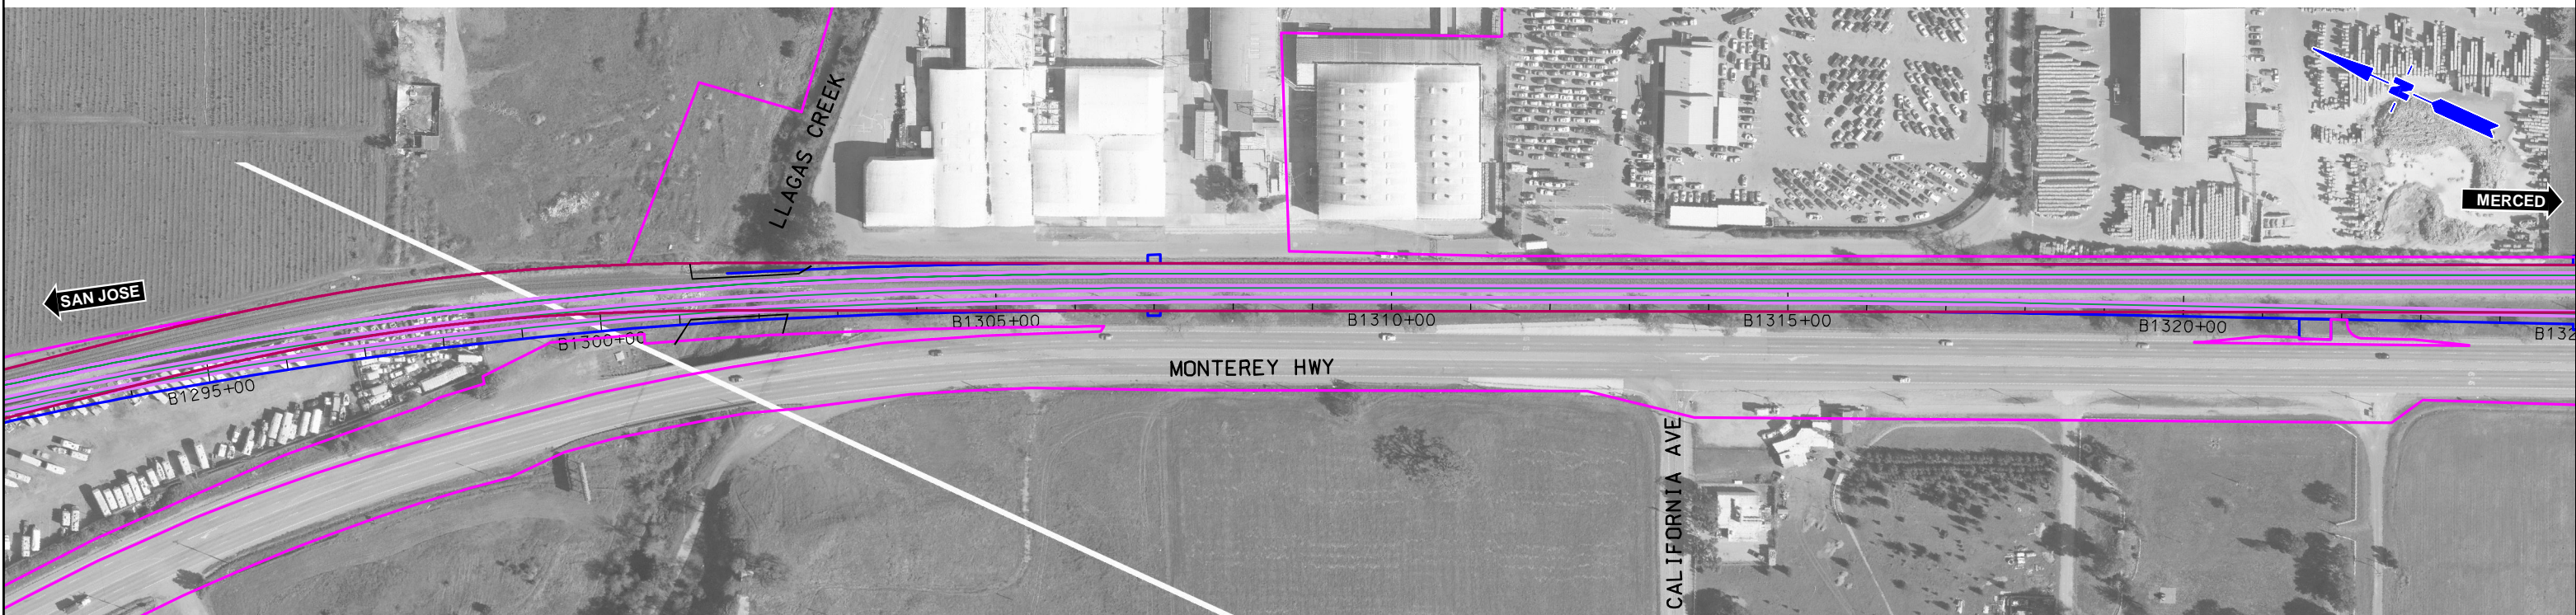 LLAGAS CREEK
N
MERCED
SAN JOSE
B1295+00
B1300+00
B1305+00
B1310+00
B1315+00
B1320+00
B132
MONTEREY HWY
CALIFORNIA AVE